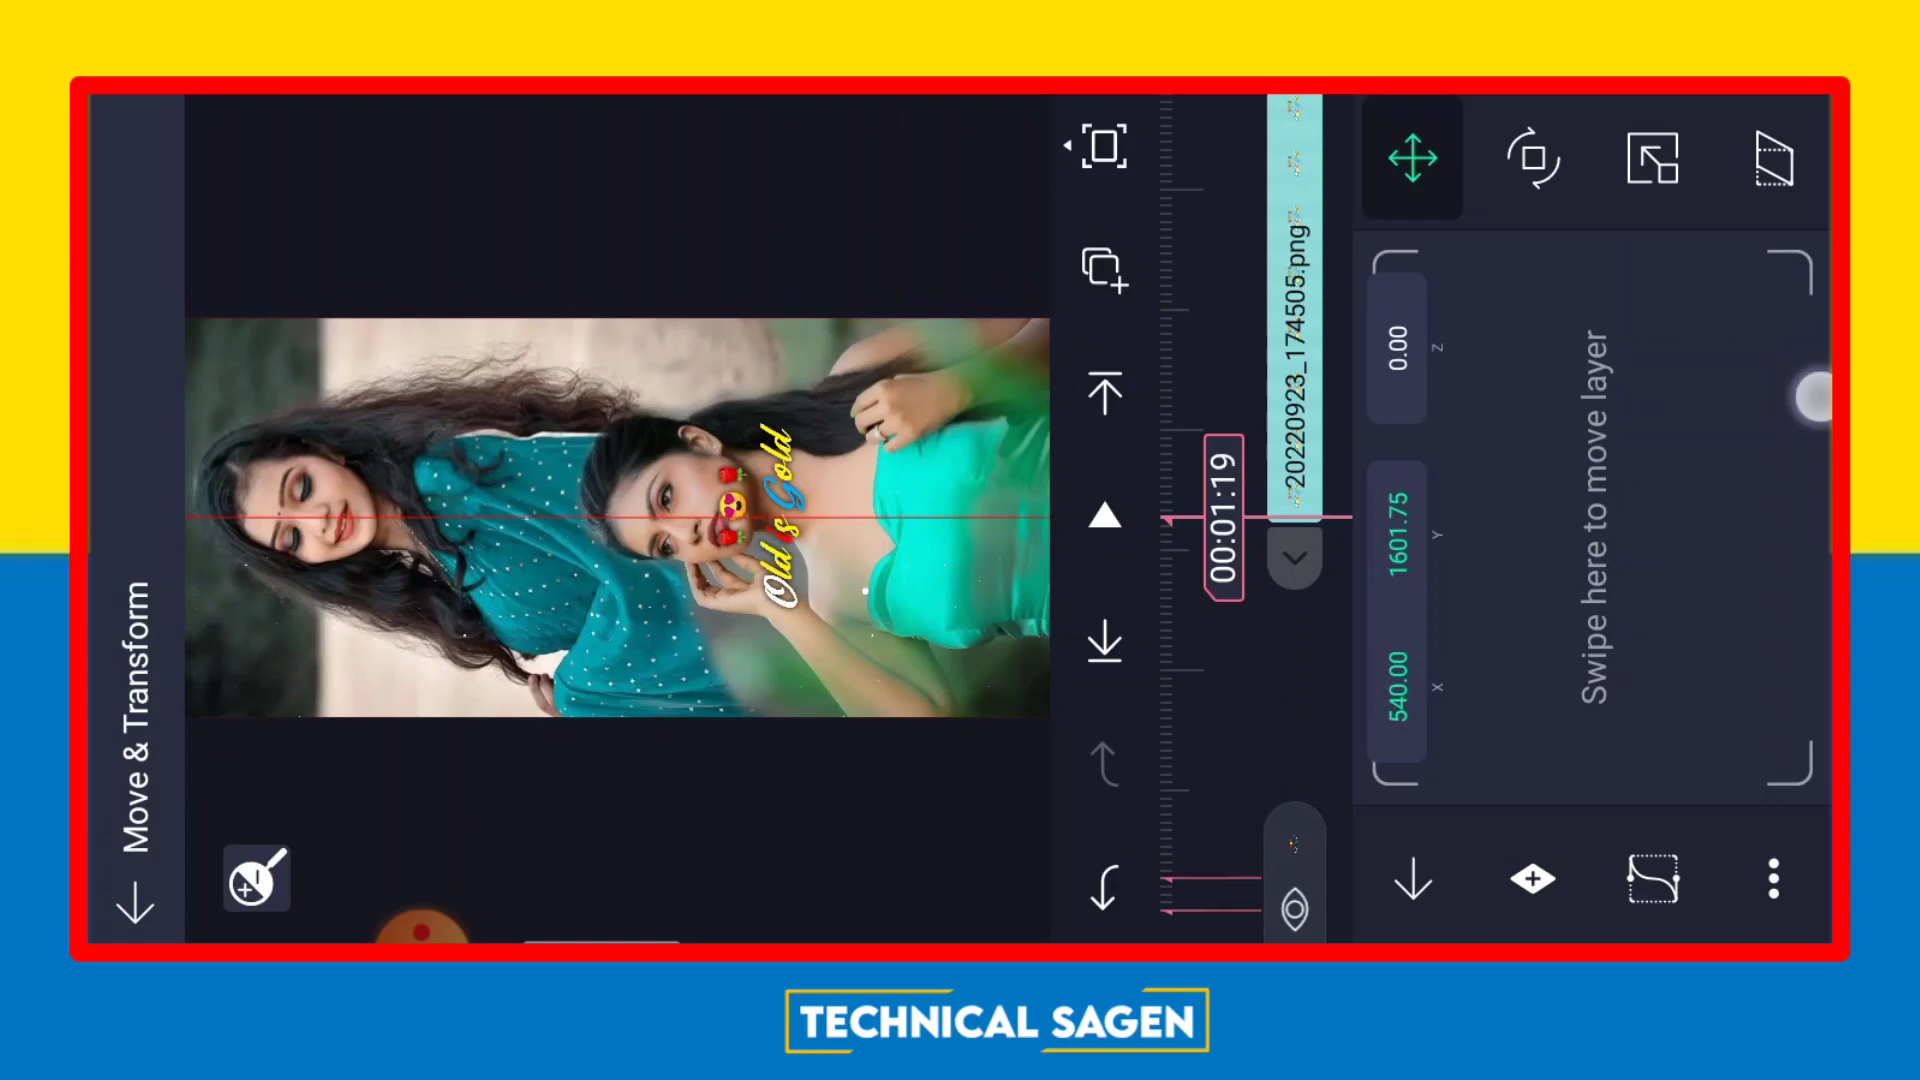 Move & Transform
Old is Gold
00:01:19
20220923_174505.png
540.00
X
1601.75
Y
0.00
Z
Swipe here to move layer
TECHNICAL SAGEN